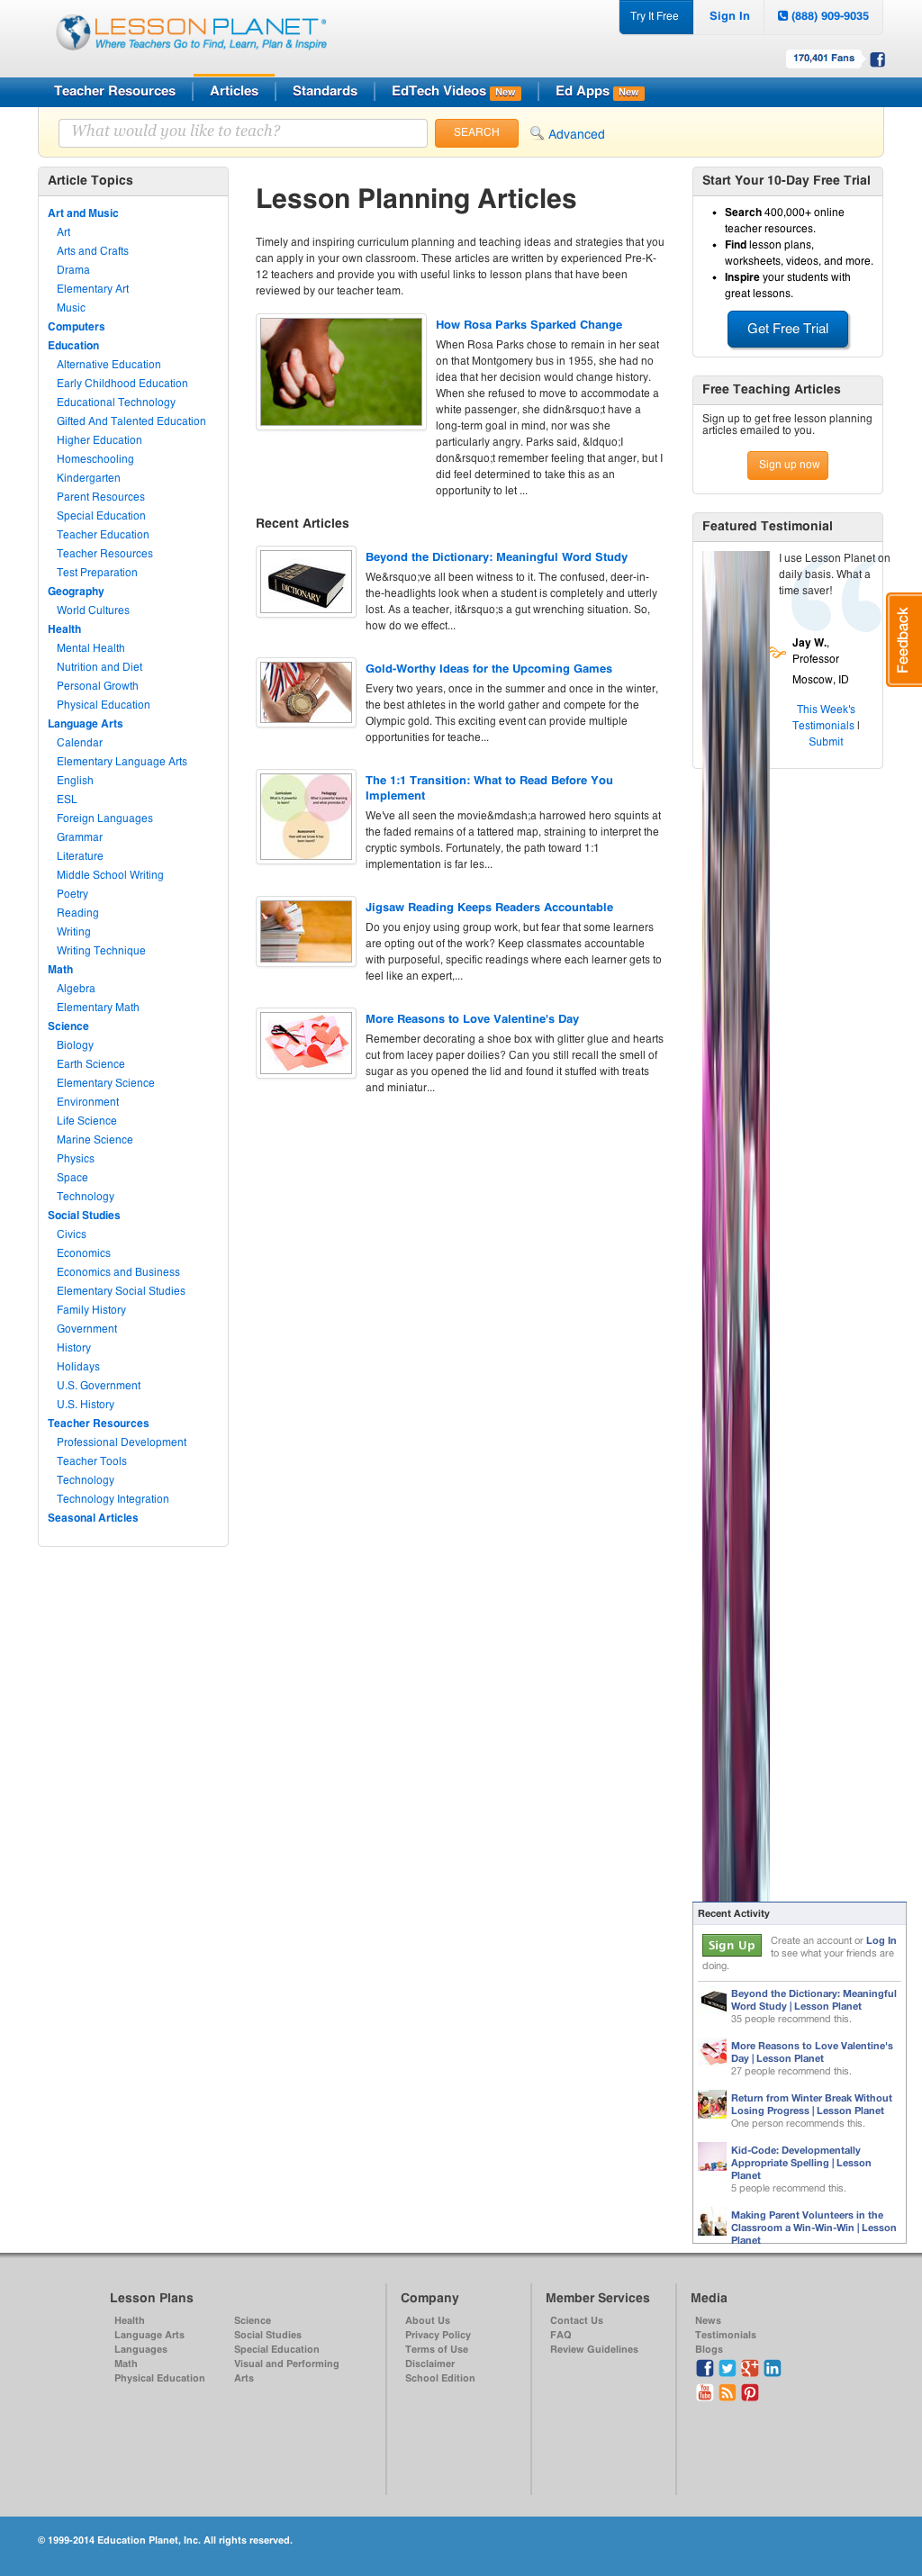 LESSONPLANET®
Where Teachers Go to Find, Learn, Plan & Inspire
Try It Free
Sign In
(888) 909-9035
170,401 Fans
Teacher Resources
Articles
Standards
EdTech Videos New
Ed Apps New
What would you like to teach?
SEARCH
Advanced
Article Topics
Art and Music
Art
Arts and Crafts
Drama
Elementary Art
Music
Computers
Education
Alternative Education
Early Childhood Education
Educational Technology
Gifted And Talented Education
Higher Education
Homeschooling
Kindergarten
Parent Resources
Special Education
Teacher Education
Teacher Resources
Test Preparation
Geography
World Cultures
Health
Mental Health
Nutrition and Diet
Personal Growth
Physical Education
Language Arts
Calendar
Elementary Language Arts
English
ESL
Foreign Languages
Grammar
Literature
Middle School Writing
Poetry
Reading
Writing
Writing Technique
Math
Algebra
Elementary Math
Science
Biology
Earth Science
Elementary Science
Environment
Life Science
Marine Science
Physics
Space
Technology
Social Studies
Civics
Economics
Economics and Business
Elementary Social Studies
Family History
Government
History
Holidays
U.S. Government
U.S. History
Teacher Resources
Professional Development
Teacher Tools
Technology
Technology Integration
Seasonal Articles
Lesson Planning Articles
Timely and inspiring curriculum planning and teaching ideas and strategies that you
can apply in your own classroom. These articles are written by experienced Pre-K-
12 teachers and provide you with useful links to lesson plans that have been
reviewed by our teacher team.
How Rosa Parks Sparked Change
When Rosa Parks chose to remain in her seat
on that Montgomery bus in 1955, she had no
idea that her decision would change history.
When she refused to move to accommodate a
white passenger, she didn&rsquo;t have a
long-term goal in mind, nor was she
particularly angry. Parks said, &ldquo;I
don&rsquo;t remember feeling that anger, but I
did feel determined to take this as an
opportunity to let ...
Recent Articles
DICTIONARY
Beyond the Dictionary: Meaningful Word Study
We&rsquo;ve all been witness to it. The confused, deer-in-
the-headlights look when a student is completely and utterly
lost. As a teacher, it&rsquo;s a gut wrenching situation. So,
how do we effect...
Gold-Worthy Ideas for the Upcoming Games
Every two years, once in the summer and once in the winter,
the best athletes in the world gather and compete for the
Olympic gold. This exciting event can provide multiple
opportunities for teache...
Curriculum
Pedagogy
Assessment
The 1:1 Transition: What to Read Before You
Implement
We've all seen the movie&mdash;a harrowed hero squints at
the faded remains of a tattered map, straining to interpret the
cryptic symbols. Fortunately, the path toward 1:1
implementation is far les...
Jigsaw Reading Keeps Readers Accountable
Do you enjoy using group work, but fear that some learners
are opting out of the work? Keep classmates accountable
with purposeful, specific readings where each learner gets to
feel like an expert,...
More Reasons to Love Valentine's Day
Remember decorating a shoe box with glitter glue and hearts
cut from lacey paper doilies? Can you still recall the smell of
sugar as you opened the lid and found it stuffed with treats
and miniatur...
Start Your 10-Day Free Trial
• Search 400,000+ online
teacher resources.
• Find lesson plans,
worksheets, videos, and more.
• Inspire your students with
great lessons.
Get Free Trial
Free Teaching Articles
Sign up to get free lesson planning
articles emailed to you.
Sign up now
Featured Testimonial
I use Lesson Planet on
daily basis. What a
time saver!
Jay W.,
Professor
Moscow, ID
This Week's
Testimonials |
Submit
Feedback
Recent Activity
Sign Up
Create an account or Log In
to see what your friends are
doing.
Beyond the Dictionary: Meaningful
Word Study | Lesson Planet
35 people recommend this.
More Reasons to Love Valentine's
Day | Lesson Planet
27 people recommend this.
Return from Winter Break Without
Losing Progress | Lesson Planet
One person recommends this.
Kid-Code: Developmentally
Appropriate Spelling | Lesson
Planet
5 people recommend this.
Making Parent Volunteers in the
Classroom a Win-Win-Win | Lesson
Planet
Lesson Plans
Health
Language Arts
Languages
Math
Physical Education
Science
Social Studies
Special Education
Visual and Performing
Arts
Company
About Us
Privacy Policy
Terms of Use
Disclaimer
School Edition
Member Services
Contact Us
FAQ
Review Guidelines
Media
News
Testimonials
Blogs
© 1999-2014 Education Planet, Inc. All rights reserved.